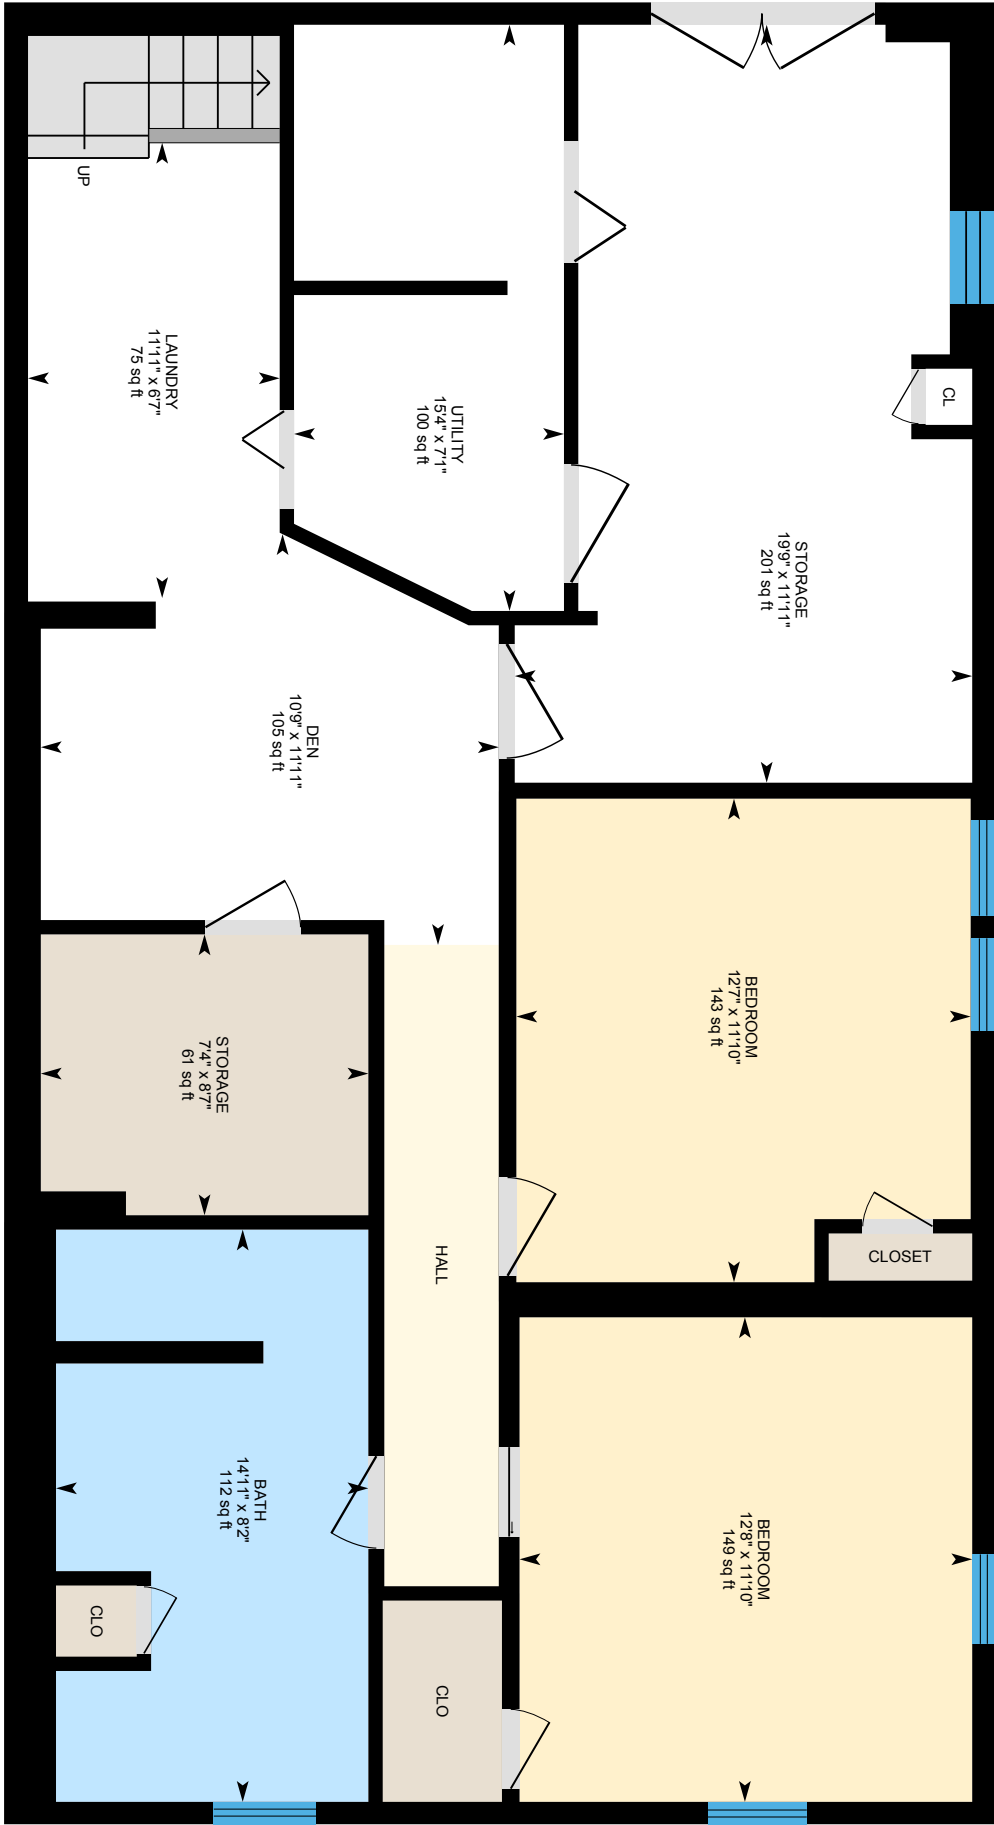 UP
LAUNDRY
11'11" x 6'7"
75 sq ft
UTILITY
15'4" x 7'1"
100 sq ft
CL
STORAGE
19'9" x 11'11"
201 sq ft
DEN
10'9" x 11'11"
105 sq ft
BEDROOM
12'7" x 11'10"
143 sq ft
STORAGE
7'4" x 8'7"
61 sq ft
HALL
CLOSET
BATH
14'11" x 8'2"
112 sq ft
BEDROOM
12'8" x 11'10"
149 sq ft
CLO
CLO